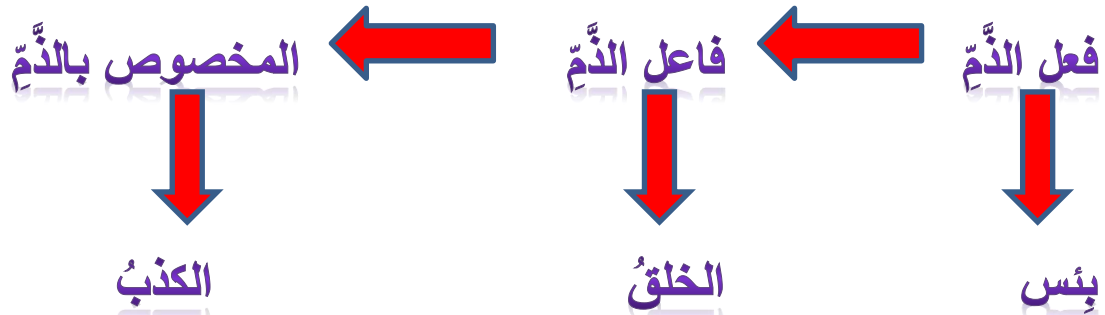 فعل الذَّمِّ فاعل الذَّمِّ المخصوص بالذَّمِّ
بِئس الخلقُ الكذبُ